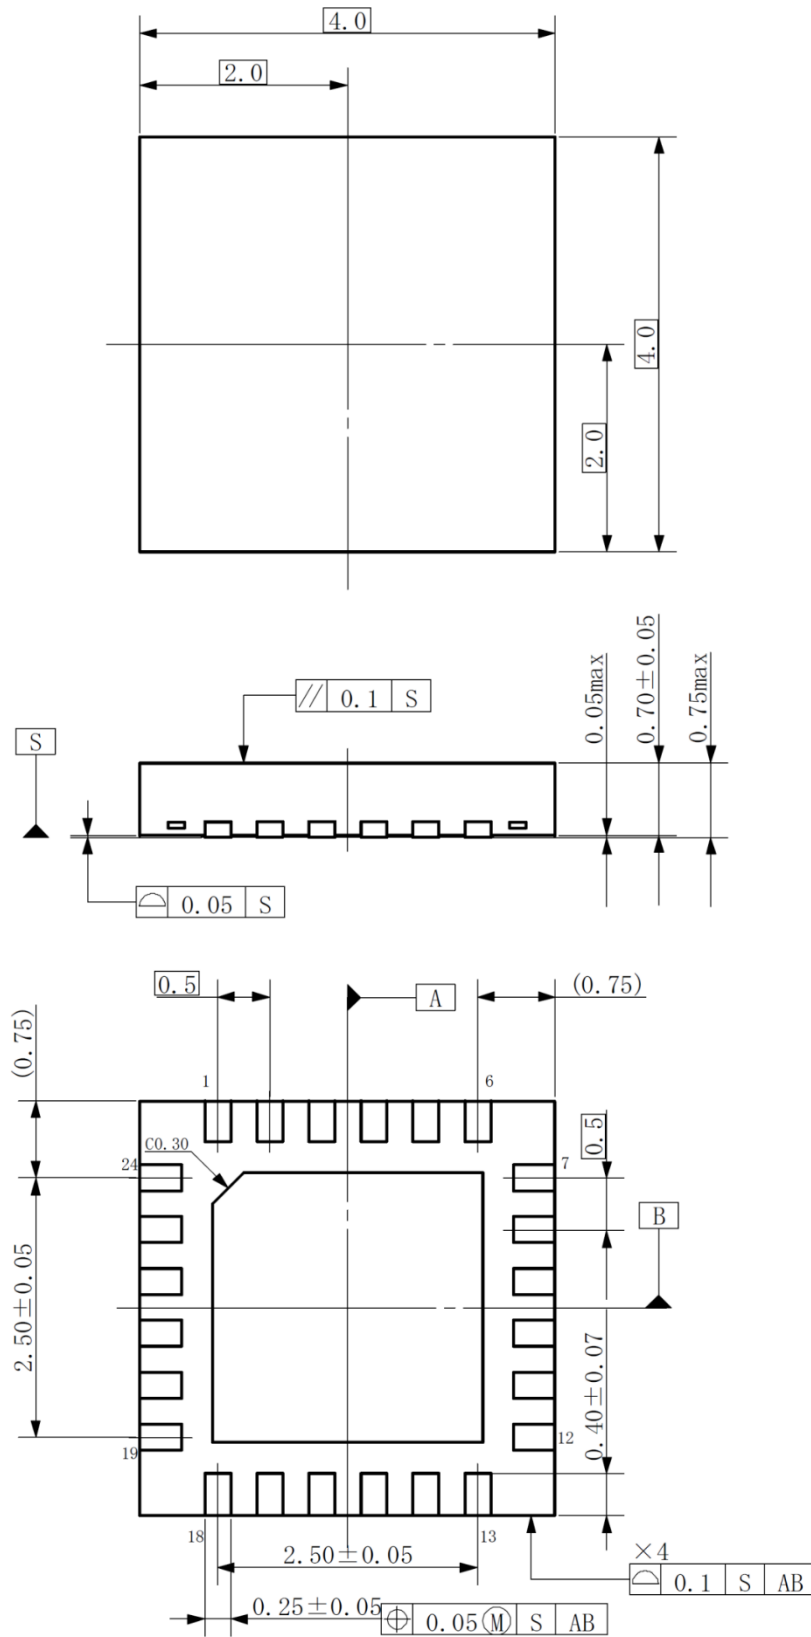 4.0
2.0
4.0
2.0
// 0.1 S
S
0.05max
0.70±0.05
0.75max
⌓ 0.05 S
0.5
A
(0.75)
(0.75)
1
6
C0.30
24
7
0.5
B
2.50±0.05
0.40±0.07
19
12
18
13
2.50±0.05
×4
⌓ 0.1 S AB
0.25±0.05
⌖ 0.05 Ⓜ S AB